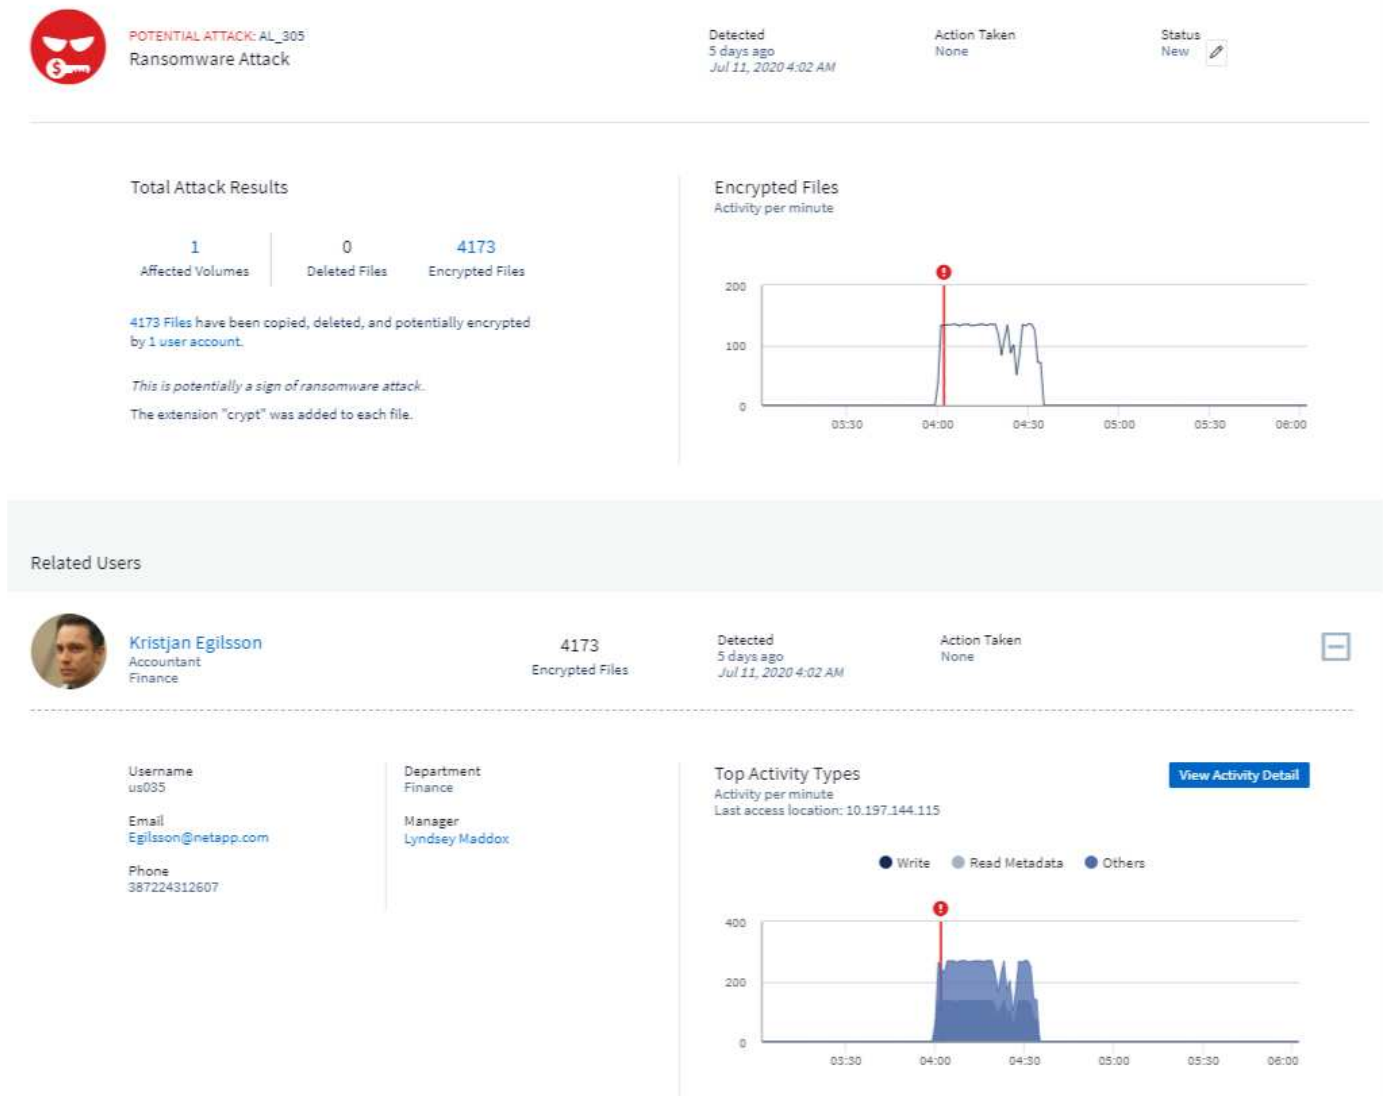 POTENTIAL ATTACK: AL_305
Ransomware Attack
Detected
5 days ago
Jul 11, 2020 4:02 AM
Action Taken
None
Status
New
Total Attack Results
1
Affected Volumes
0
Deleted Files
4173
Encrypted Files
4173 Files have been copied, deleted, and potentially encrypted
by 1 user account.
This is potentially a sign of ransomware attack.
The extension "crypt" was added to each file.
Encrypted Files
Activity per minute
200
100
0
03:30 04:00 04:30 05:00 05:30 06:00
Related Users
Kristjan Egilsson
Accountant
Finance
4173
Encrypted Files
Detected
5 days ago
Jul 11, 2020 4:02 AM
Action Taken
None
Username
us035
Email
Egilsson@netapp.com
Phone
387224312607
Department
Finance
Manager
Lyndsey Maddox
Top Activity Types
Activity per minute
Last access location: 10.197.144.115
View Activity Detail
Write Read Metadata Others
400
200
0
03:30 04:00 04:30 05:00 05:30 06:00